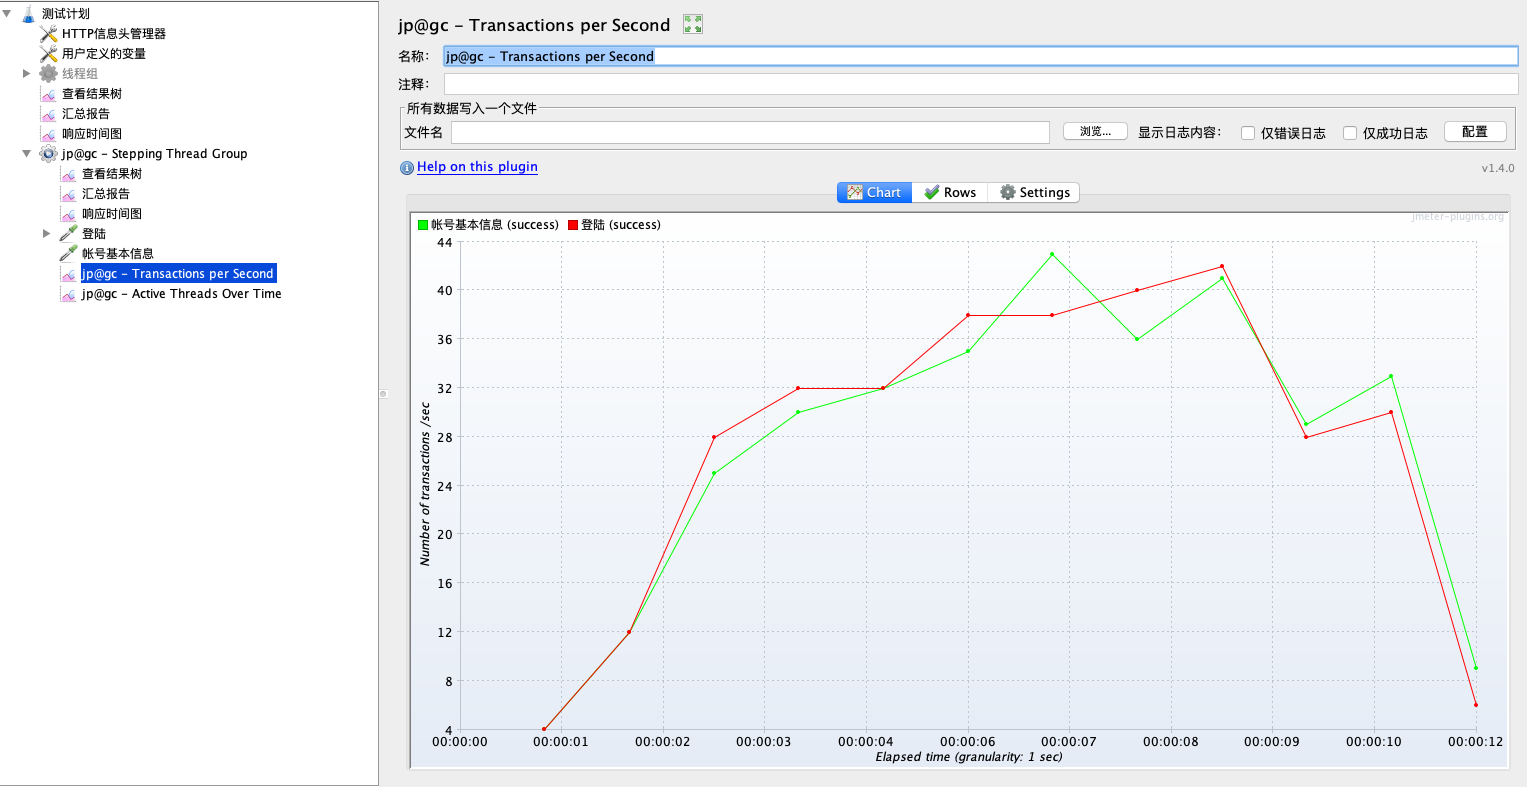 测试计划
HTTP信息头管理器
用户定义的变量
线程组
查看结果树
汇总报告
响应时间图
jp@gc - Stepping Thread Group
查看结果树
汇总报告
响应时间图
登陆
帐号基本信息
jp@gc - Transactions per Second
jp@gc - Active Threads Over Time
jp@gc - Transactions per Second
名称： jp@gc - Transactions per Second
注释：
所有数据写入一个文件
文件名 浏览... 显示日志内容： 仅错误日志 仅成功日志 配置
Help on this plugin v1.4.0
Chart Rows Settings
jmeter-plugins.org
帐号基本信息 (success) 登陆 (success)
44
40
36
32
28
24
20
16
12
8
4
Number of transactions /sec
00:00:00 00:00:01 00:00:02 00:00:03 00:00:04 00:00:06 00:00:07 00:00:08 00:00:09 00:00:10 00:00:12
Elapsed time (granularity: 1 sec)